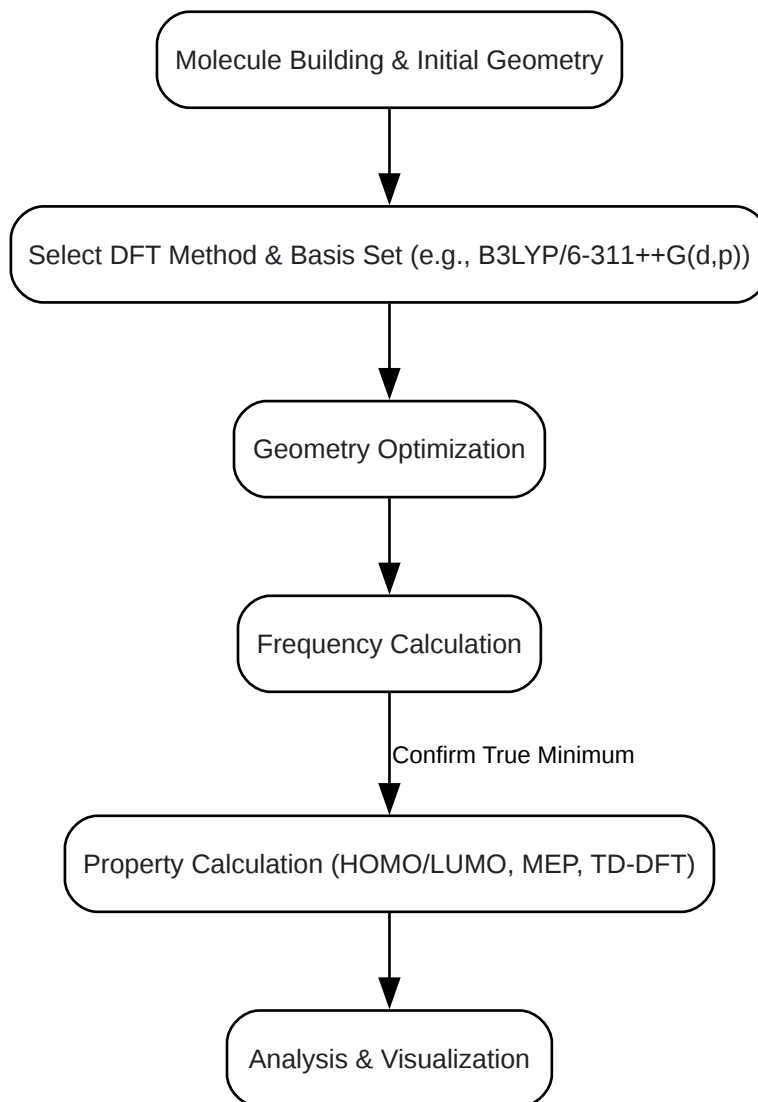 Molecule Building & Initial Geometry
Select DFT Method & Basis Set (e.g., B3LYP/6-311++G(d,p))
Geometry Optimization
Frequency Calculation
Confirm True Minimum
Property Calculation (HOMO/LUMO, MEP, TD-DFT)
Analysis & Visualization